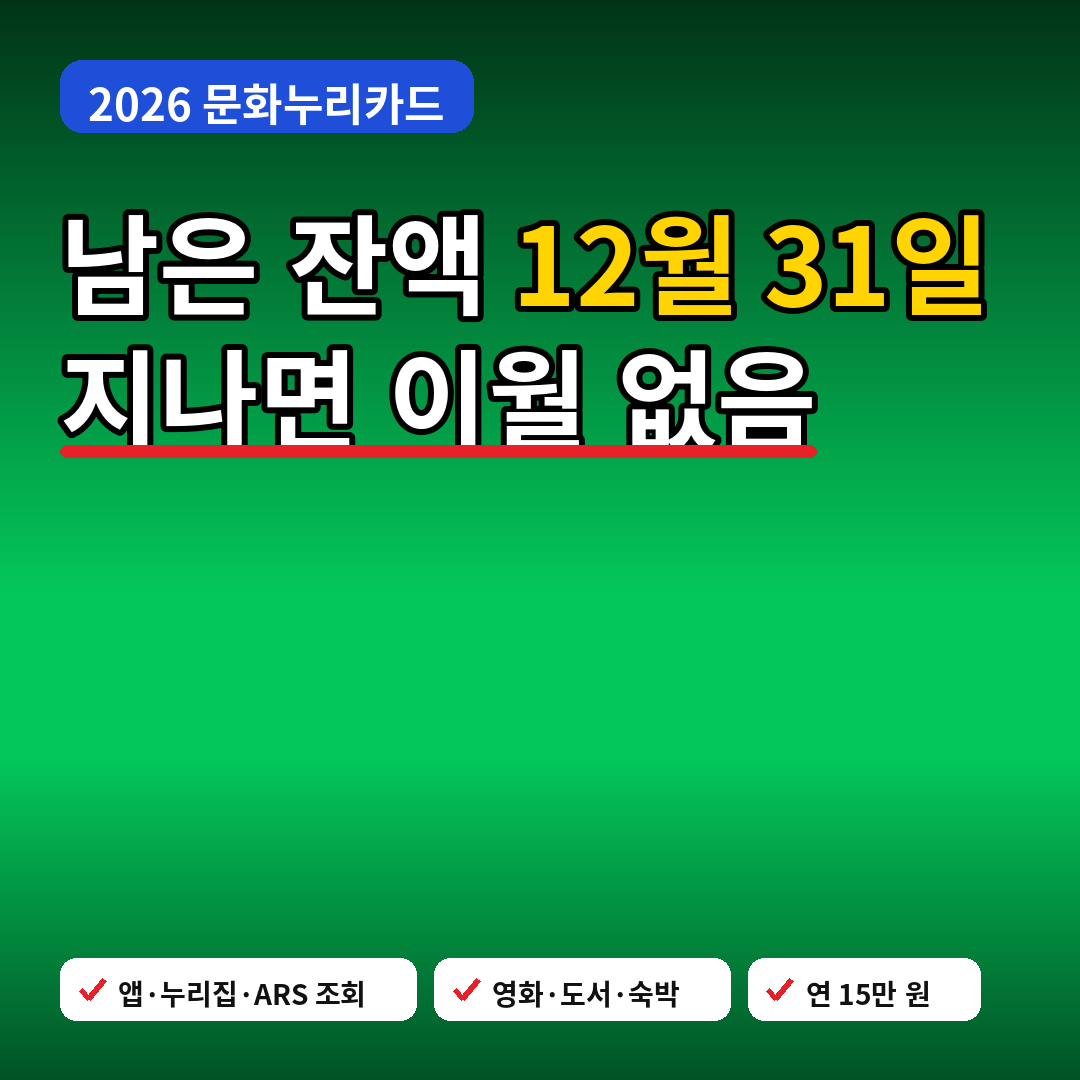 2026 문화누리카드
남은 잔액 12월 31일
지나면 이월 없음
앱·누리집·ARS 조회
영화·도서·숙박
연 15만 원